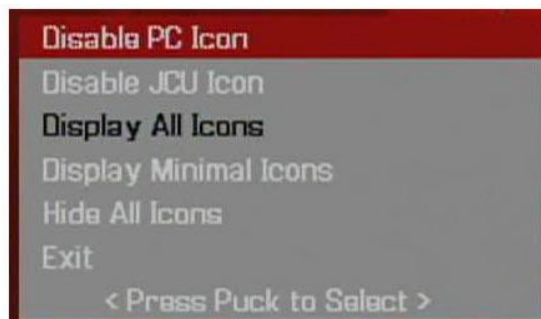 Disable PC Icon
Disable JCU Icon
Display All Icons
Display Minimal Icons
Hide All Icons
Exit
< Press Puck to Select >